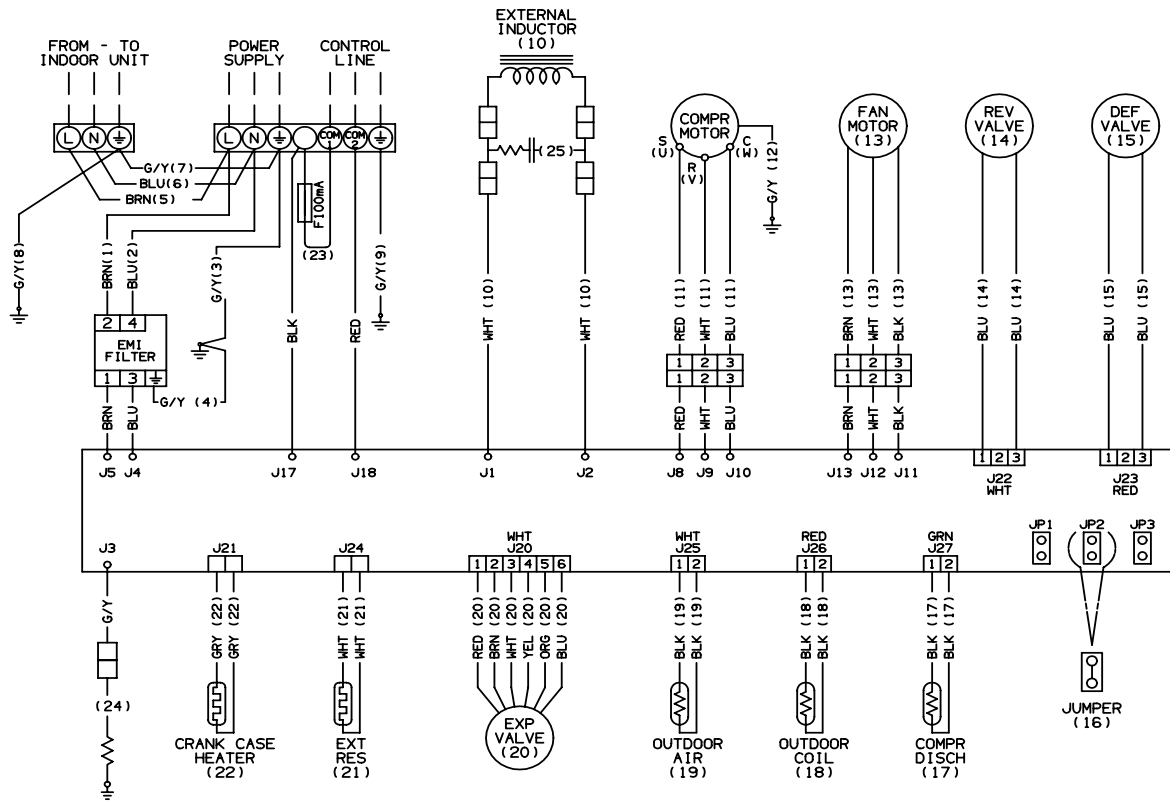 EXTERNAL
INDUCTOR
(10)
FROM - TO
INDOOR UNIT
POWER
SUPPLY
CONTROL
LINE
L N
L N COM 1 COM 2
COMPR
MOTOR
S
(U)
R
(V)
C
(W)
G/Y (12)
FAN
MOTOR
(13)
REV
VALVE
(14)
DEF
VALVE
(15)
(25)
G/Y(7)
BLU(6)
BRN(5)
F100mA
(23)
G/Y(8)
BRN(1)
BLU(2)
G/Y(3)
G/Y(9)
BLK
RED
WHT (10)
WHT (10)
RED (11)
WHT (11)
BLU (11)
BRN (13)
WHT (13)
BLK (13)
BLU (14)
BLU (14)
BLU (15)
BLU (15)
2 4
EMI
FILTER
1 3
G/Y (4)
1 2 3
1 2 3
1 2 3
1 2 3
BRN
BLU
RED
WHT
BLU
BRN
WHT
BLK
J5 J4 J17 J18 J1 J2 J8 J9 J10 J13 J12 J11
1 2 3
J22
WHT
1 2 3
J23
RED
J3
J21
J24
WHT
J20
1 2 3 4 5 6
WHT
J25
1 2
RED
J26
1 2
GRN
J27
1 2
JP1 JP2 JP3
G/Y
GRY (22)
GRY (22)
WHT (21)
WHT (21)
RED (20)
BRN (20)
WHT (20)
YEL (20)
ORG (20)
BLU (20)
BLK (19)
BLK (19)
BLK (18)
BLK (18)
BLK (17)
BLK (17)
(24)
CRANK CASE
HEATER
(22)
EXT
RES
(21)
EXP
VALVE
(20)
OUTDOOR
AIR
(19)
OUTDOOR
COIL
(18)
COMPR
DISCH
(17)
JUMPER
(16)